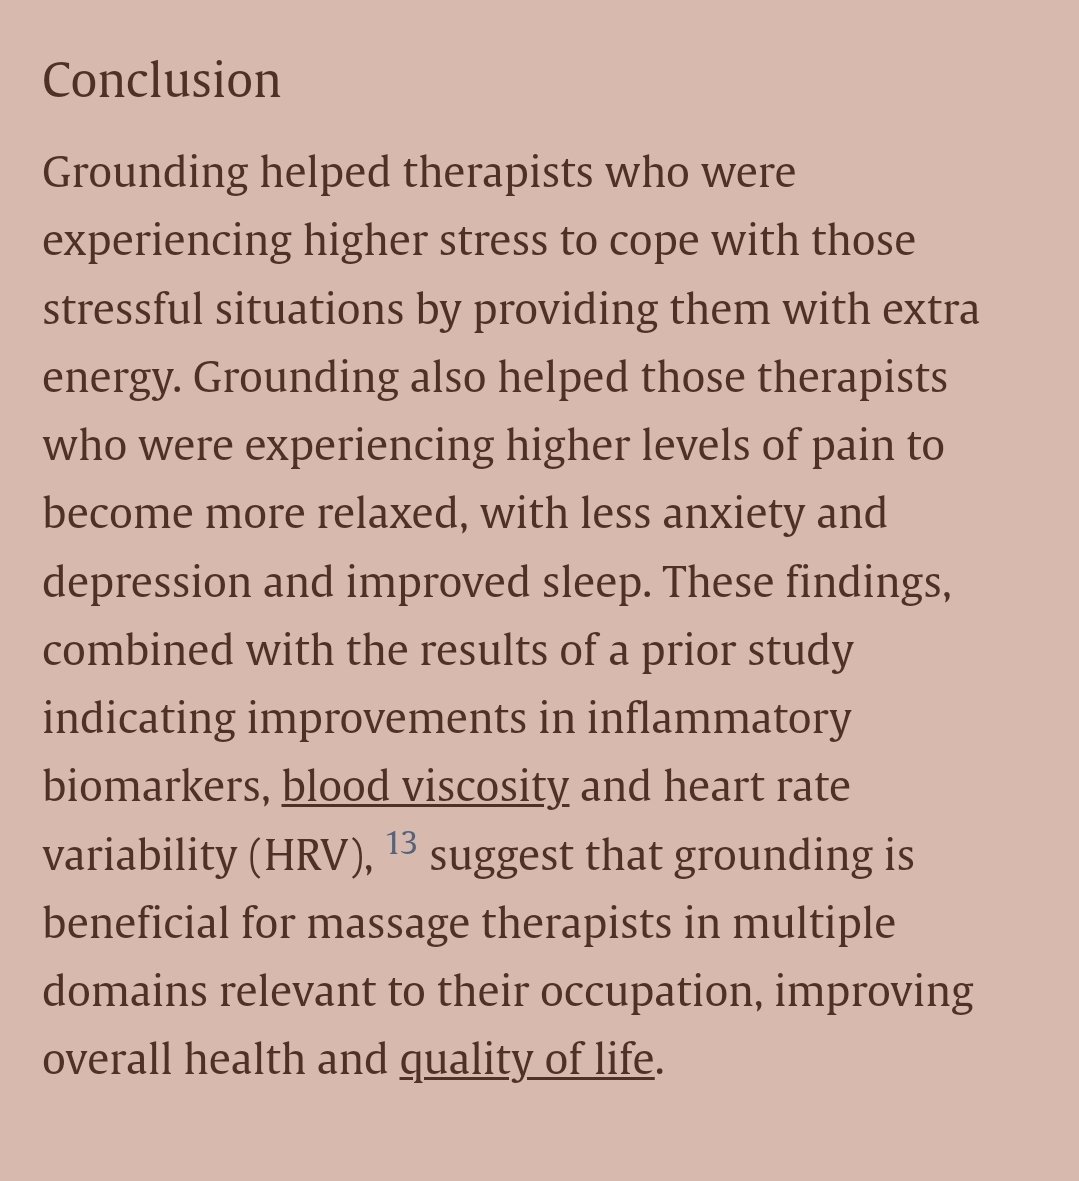 Conclusion
Grounding helped therapists who were
experiencing higher stress to cope with those
stressful situations by providing them with extra
energy. Grounding also helped those therapists
who were experiencing higher levels of pain to
become more relaxed, with less anxiety and
depression and improved sleep. These findings,
combined with the results of a prior study
indicating improvements in inflammatory
biomarkers, blood viscosity and heart rate
variability (HRV), 13 suggest that grounding is
beneficial for massage therapists in multiple
domains relevant to their occupation, improving
overall health and quality of life.